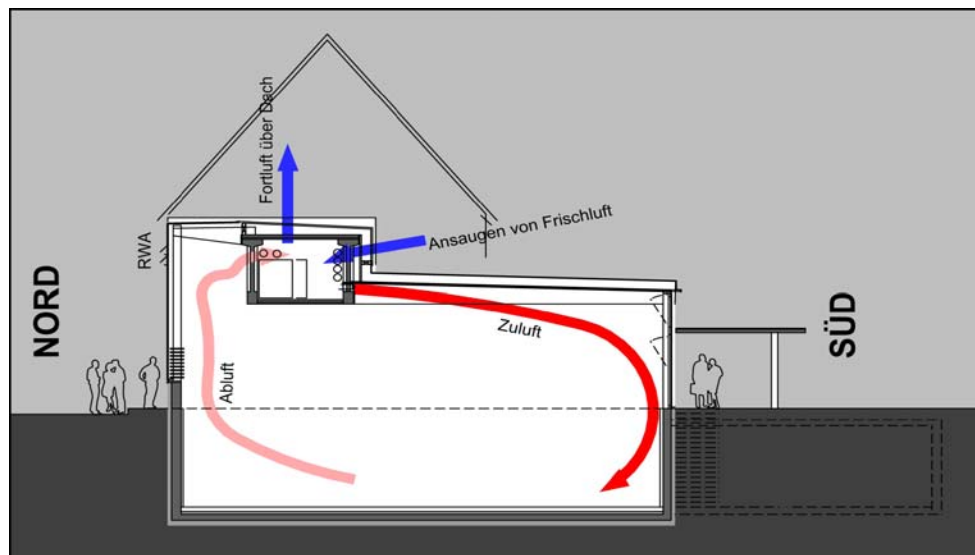 Fortluft über Dach
Ansaugen von Frischluft
RWA
NORD
Zuluft
SÜD
Abluft